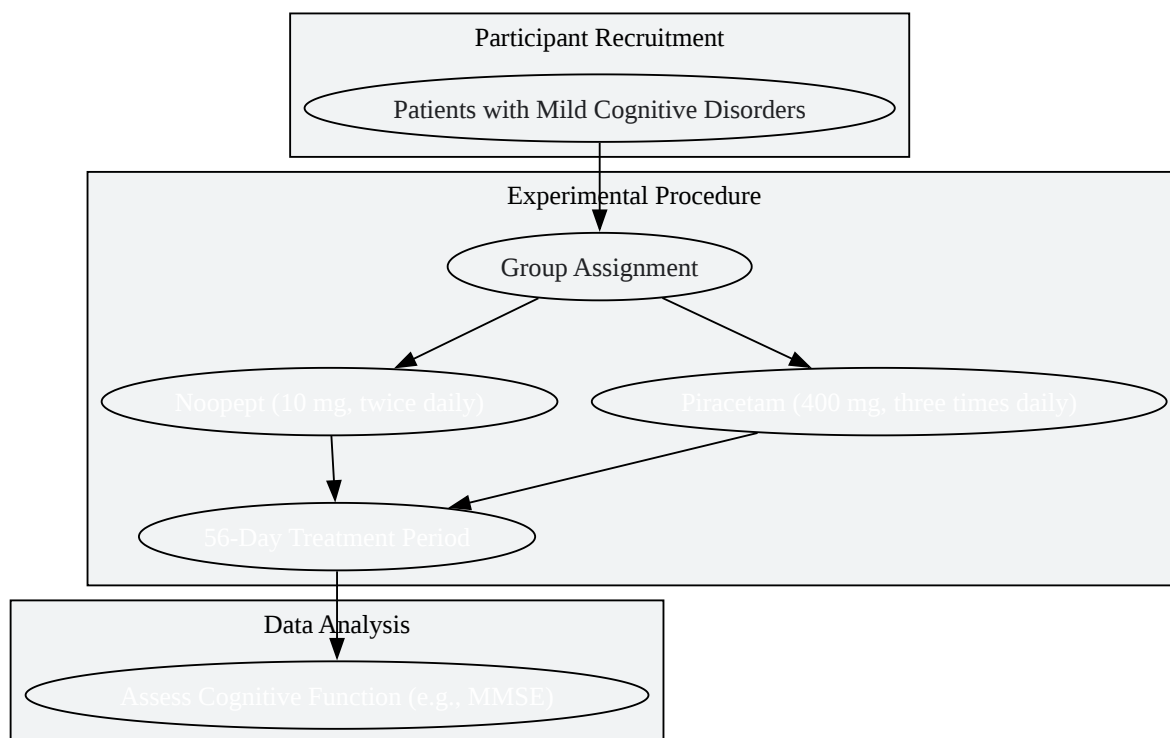 Participant Recruitment
Patients with Mild Cognitive Disorders
Experimental Procedure
Group Assignment
Noopept (10 mg, twice daily)
Piracetam (400 mg, three times daily)
56-Day Treatment Period
Data Analysis
Assess Cognitive Function (e.g., MMSE)